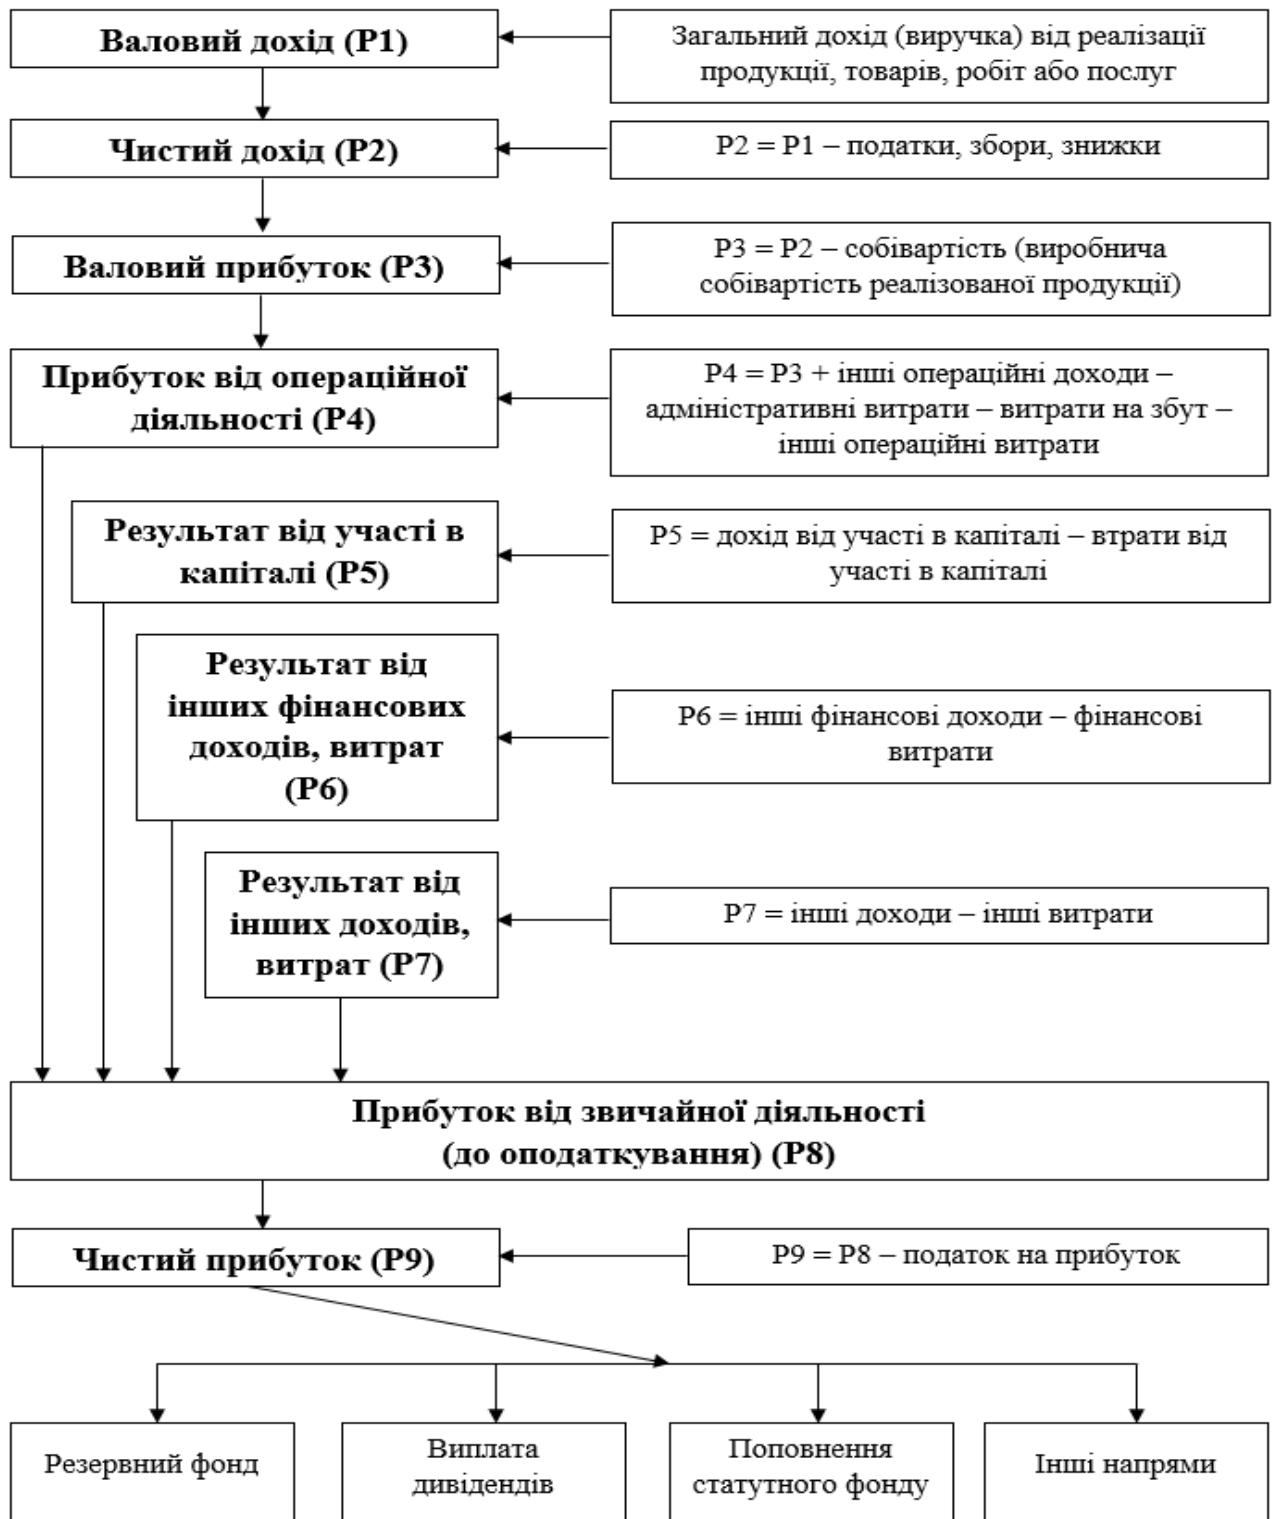 Валовий дохід (Р1)
Загальний дохід (виручка) від реалізації
продукції, товарів, робіт або послуг
Чистий дохід (Р2)
Р2 = Р1 – податки, збори, знижки
Валовий прибуток (Р3)
Р3 = Р2 – собівартість (виробнича
собівартість реалізованої продукції)
Прибуток від операційної
діяльності (Р4)
Р4 = Р3 + інші операційні доходи –
адміністративні витрати – витрати на збут –
інші операційні витрати
Результат від участі в
капіталі (Р5)
Р5 = дохід від участі в капіталі – втрати від
участі в капіталі
Результат від
інших фінансових
доходів, витрат
(Р6)
Р6 = інші фінансові доходи – фінансові
витрати
Результат від
інших доходів,
витрат (Р7)
Р7 = інші доходи – інші витрати
Прибуток від звичайної діяльності
(до оподаткування) (Р8)
Чистий прибуток (Р9)
Р9 = Р8 – податок на прибуток
Резервний фонд
Виплата
дивідендів
Поповнення
статутного фонду
Інші напрями